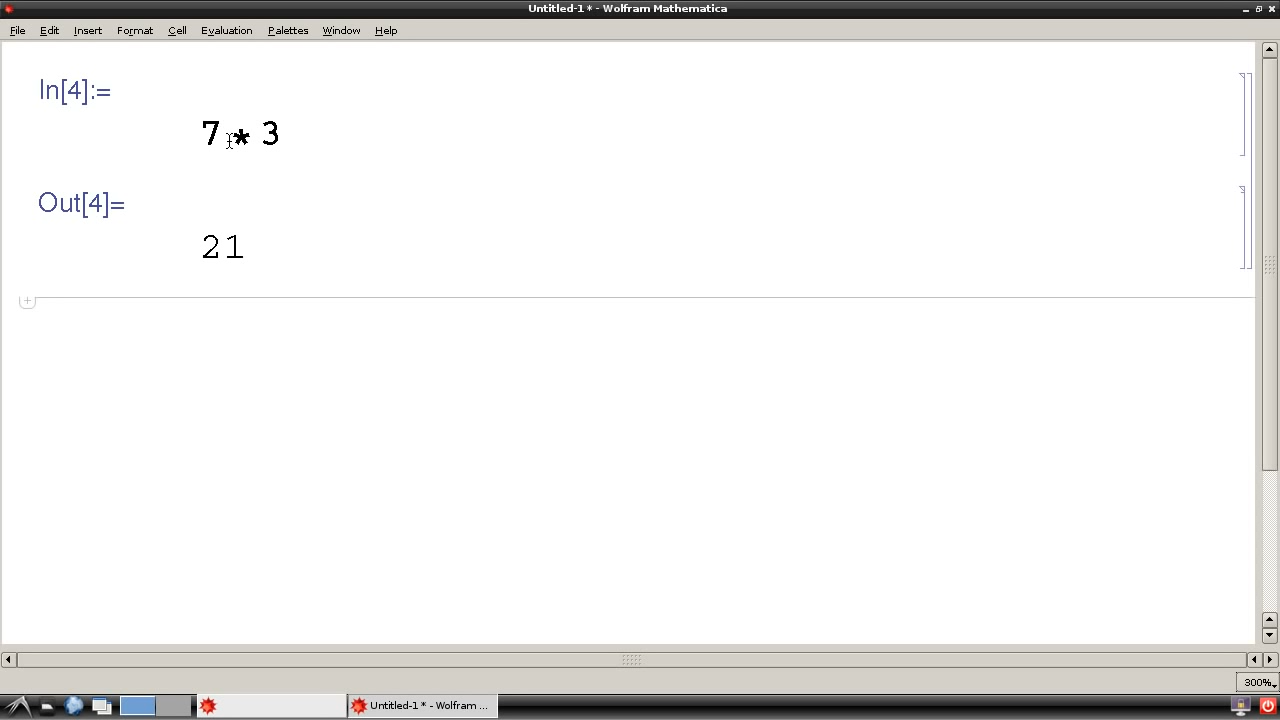 Untitled-1 * - Wolfram Mathematica
File Edit Insert Format Cell Evaluation Palettes Window Help
In[4]:=
7 * 3
Out[4]=
21
300%
Untitled-1 * - Wolfram ...